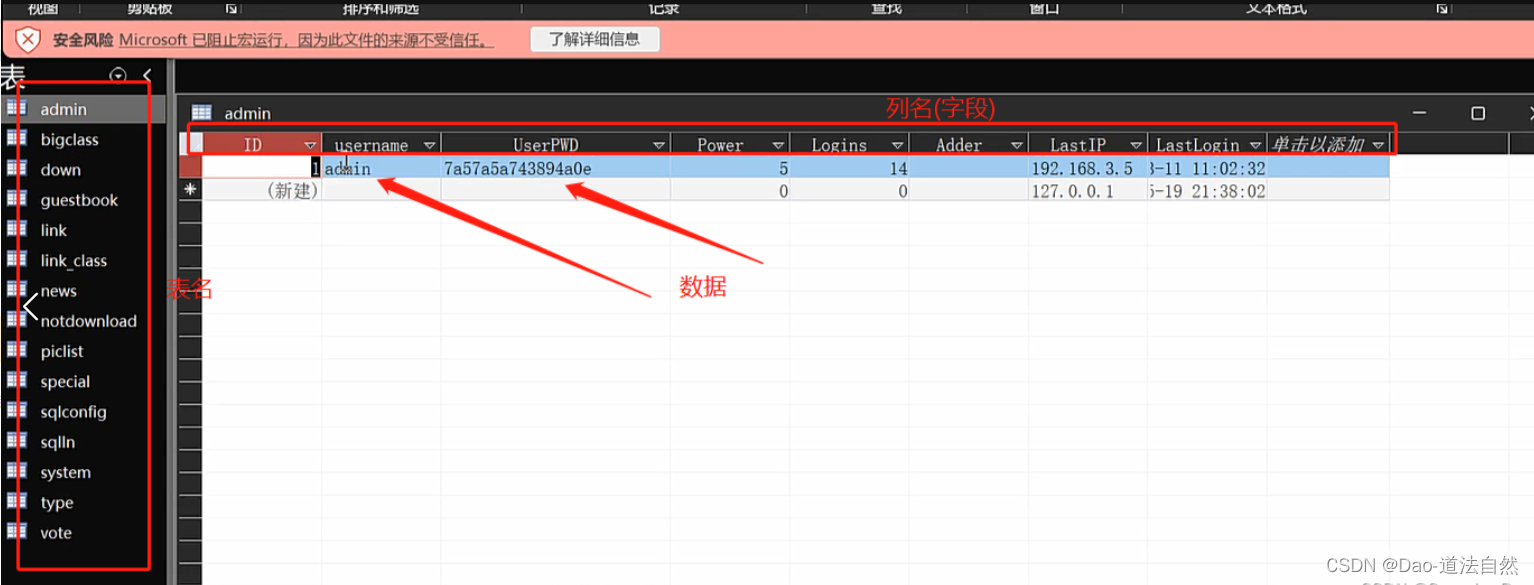 视图 剪贴板 排序和筛选 记录 查找 窗口 文本格式
安全风险 Microsoft 已阻止宏运行，因为此文件的来源不受信任。 了解详细信息
表
admin
bigclass
down
guestbook
link
link_class
news
notdownload
piclist
special
sqlconfig
sqlln
system
type
vote
表名
admin
列名(字段)
ID username UserPWD Power Logins Adder LastIP LastLogin 单击以添加
1 admin 7a57a5a743894a0e 5 14 192.168.3.5 3-11 11:02:32
* (新建) 0 0 127.0.0.1 5-19 21:38:02
数据
CSDN @Dao-道法自然